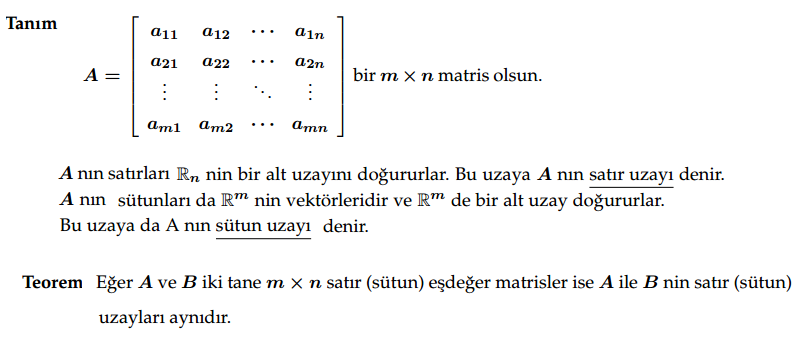 Tanım
A = [ a11 a12 ⋯ a1n
a21 a22 ⋯ a2n
⋮ ⋮ ⋱ ⋮
am1 am2 ⋯ amn ] bir m × n matris olsun.
A nın satırları ℝn nin bir alt uzayını doğururlar. Bu uzaya A nın satır uzayı denir.
A nın sütunları da ℝ^m nin vektörleridir ve ℝ^m de bir alt uzay doğururlar.
Bu uzaya da A nın sütun uzayı denir.
Teorem Eğer A ve B iki tane m × n satır (sütun) eşdeğer matrisler ise A ile B nin satır (sütun)
uzayları aynıdır.